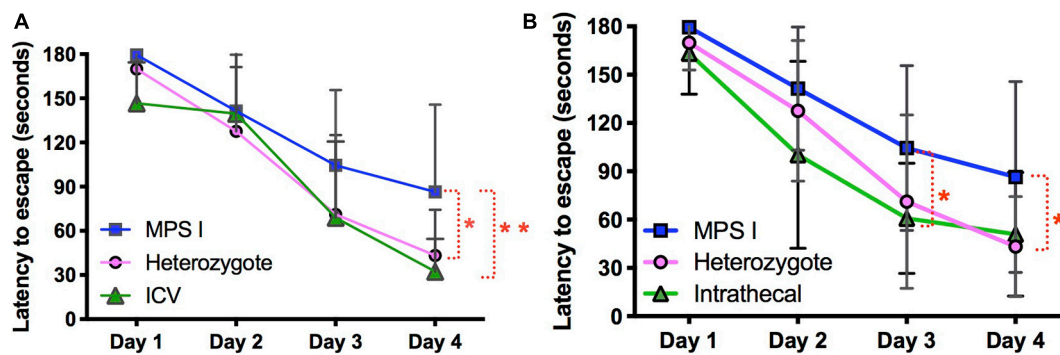 A
Latency to escape (seconds)
180
150
120
90
60
30
0
* 
* *
MPS I
Heterozygote
ICV
Day 1 Day 2 Day 3 Day 4
B
Latency to escape (seconds)
180
150
120
90
60
30
0
*
*
MPS I
Heterozygote
Intrathecal
Day 1 Day 2 Day 3 Day 4